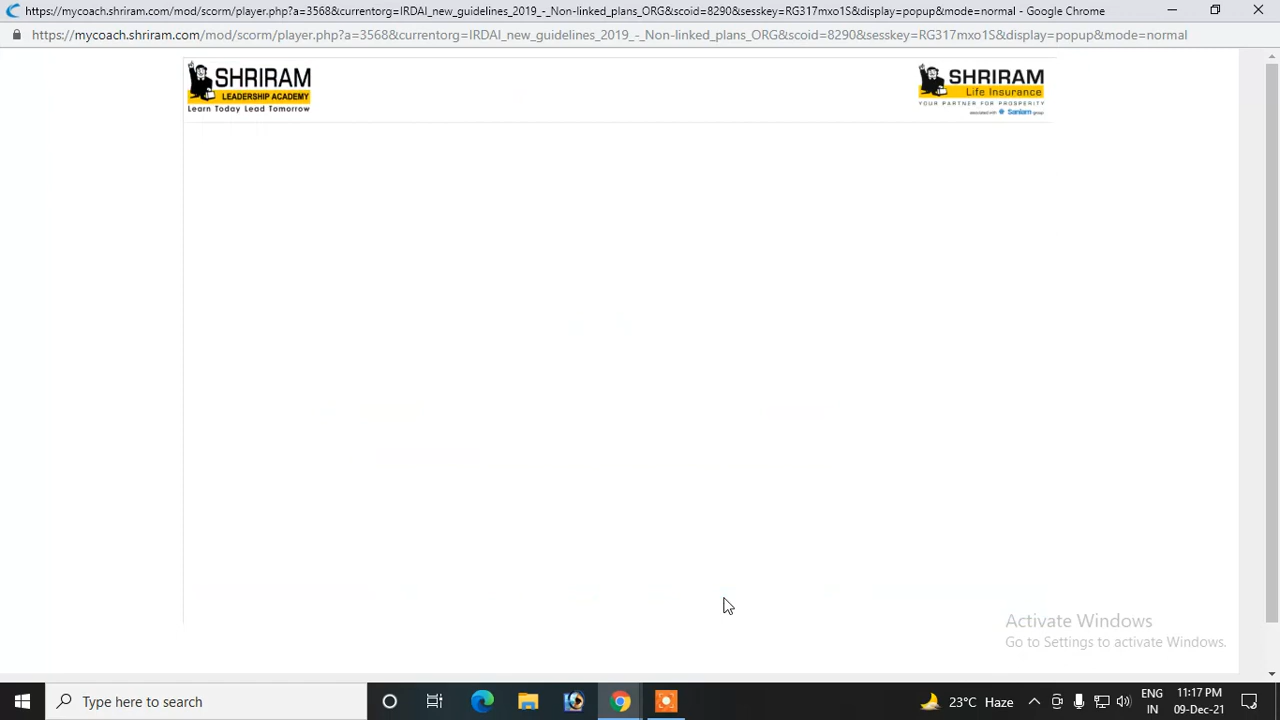 https://mycoach.shriram.com/mod/scorm/player.php?a=3568&currentorg=IRDAI_new_guidelines_2019_-_Non-linked_plans_ORG&scoid=8290&sesskey=RG317mxo1S&display=popup&mode=normal - Google Chrome
https://mycoach.shriram.com/mod/scorm/player.php?a=3568&currentorg=IRDAI_new_guidelines_2019_-_Non-linked_plans_ORG&scoid=8290&sesskey=RG317mxo1S&display=popup&mode=normal
SHRIRAM
LEADERSHIP ACADEMY
Learn Today Lead Tomorrow
SHRIRAM
Life Insurance
YOUR PARTNER FOR PROSPERITY
associated with Sanlam group
Activate Windows
Go to Settings to activate Windows.
Type here to search
23°C Haze
ENG
IN
11:17 PM
09-Dec-21